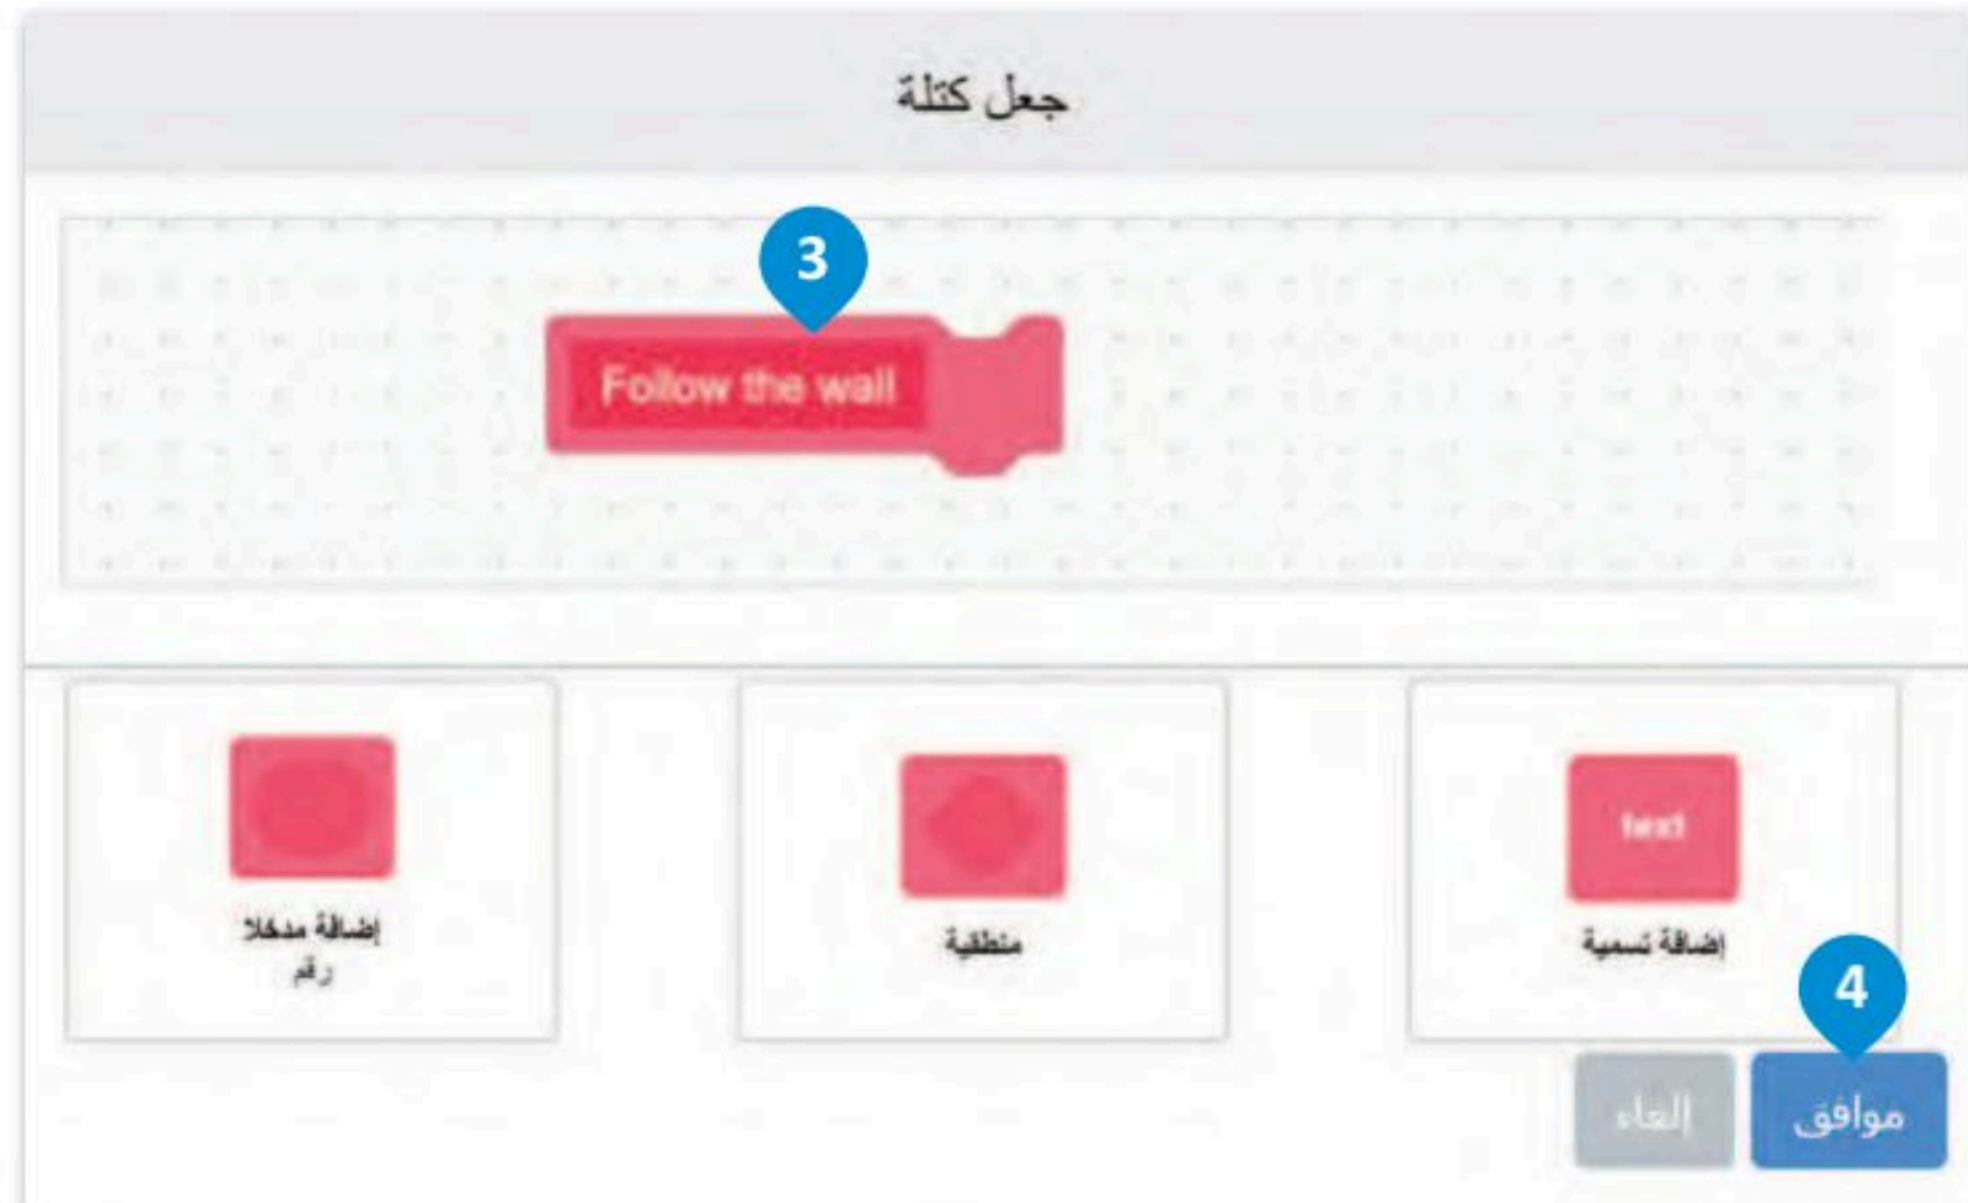 جعل كتلة
3
Follow the wall
text
إضافة تسمية
منطقية
إضافة مدخلا
رقم
4
موافق
إلغاء